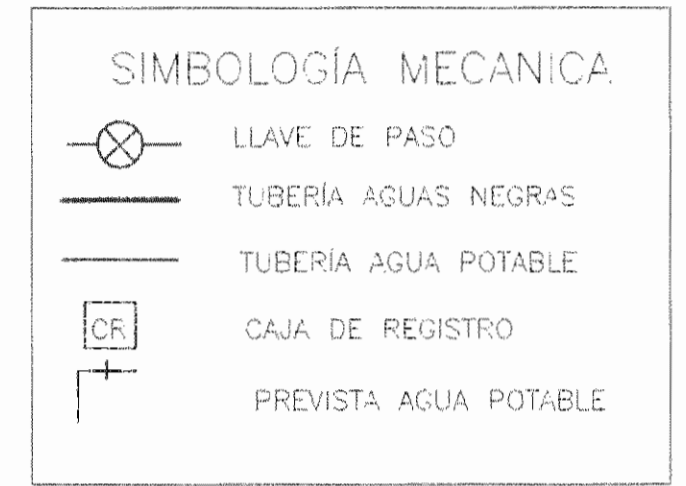 SIMBOLOGÍA MECANICA
LLAVE DE PASO
TUBERÍA AGUAS NEGRAS
TUBERÍA AGUA POTABLE
CR CAJA DE REGISTRO
PREVISTA AGUA POTABLE